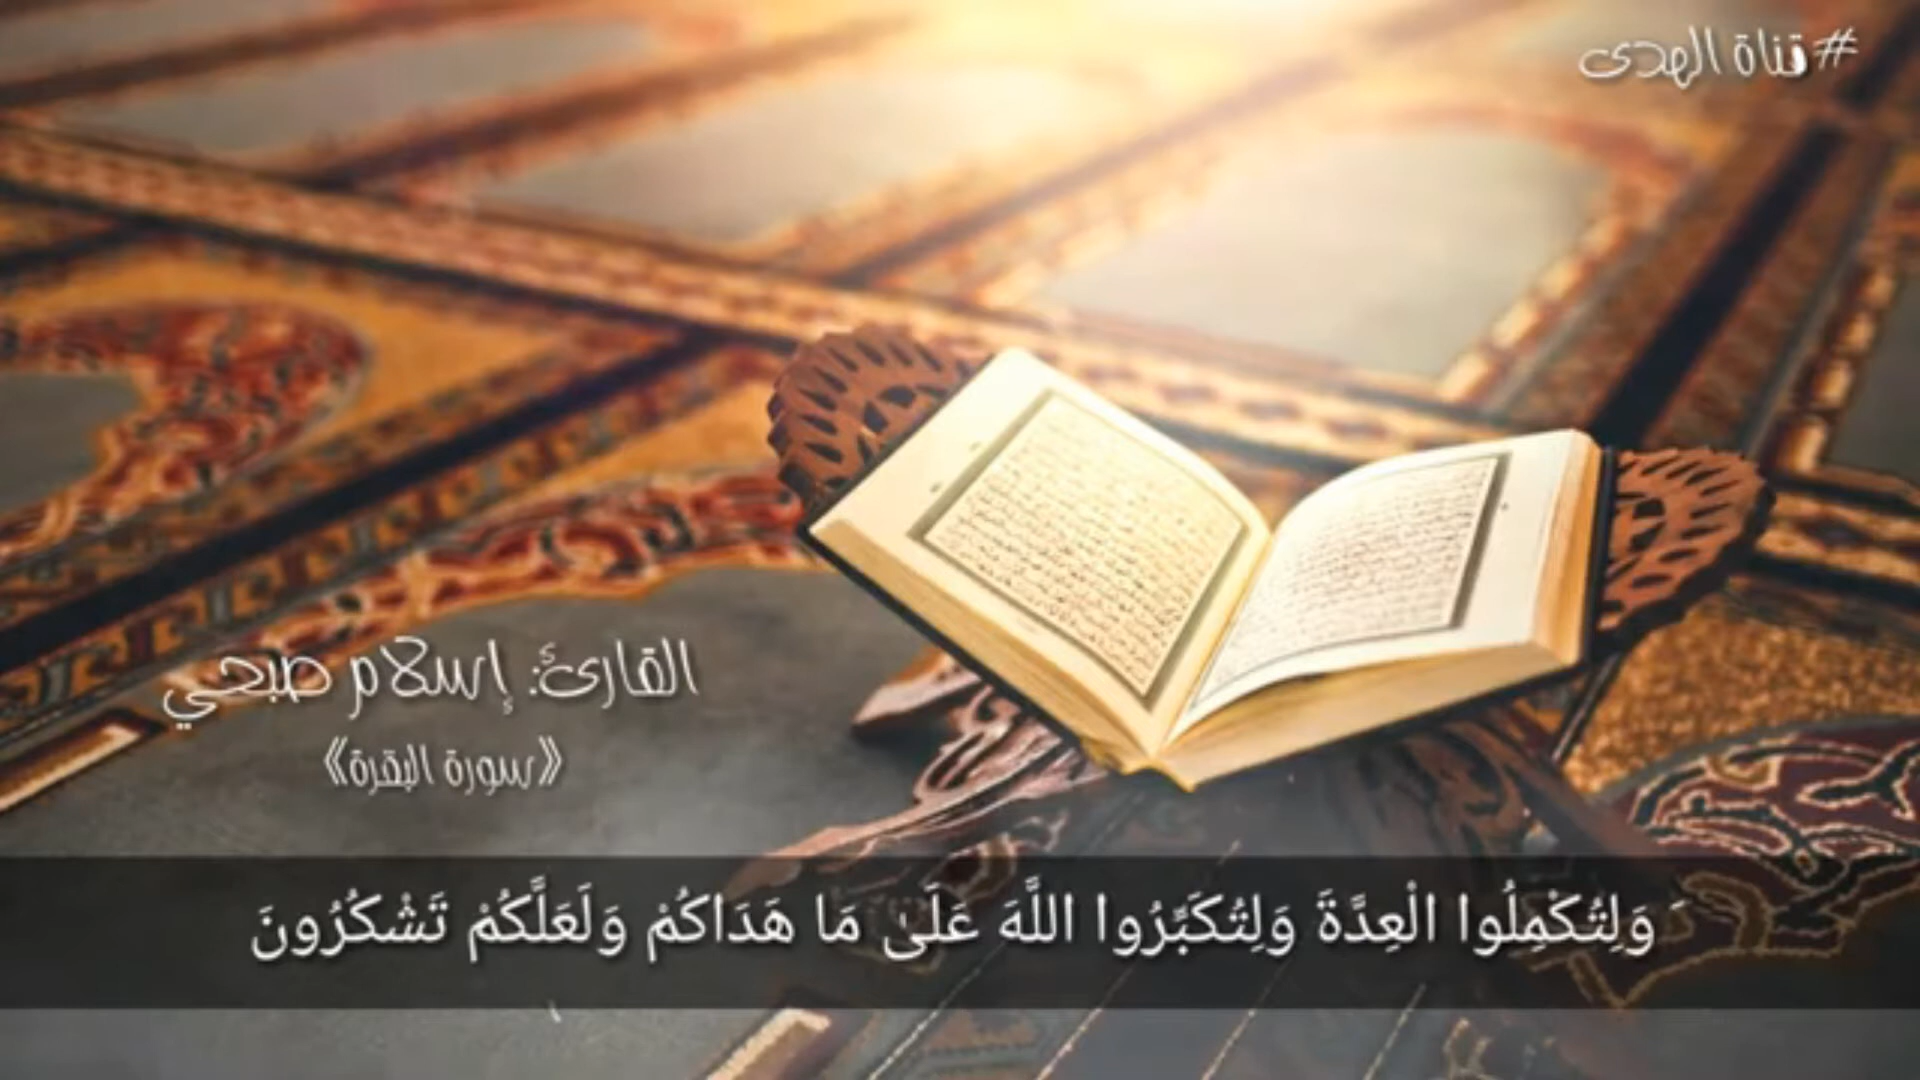 #قناة الهدى
القارئ: إسلام صبحي
《سورة البقرة》
َ وَلِتُكْمِلُوا الْعِدَّةَ وَلِتُكَبِّرُوا اللَّهَ عَلَىٰ مَا هَدَاكُمْ وَلَعَلَّكُمْ تَشْكُرُونَ